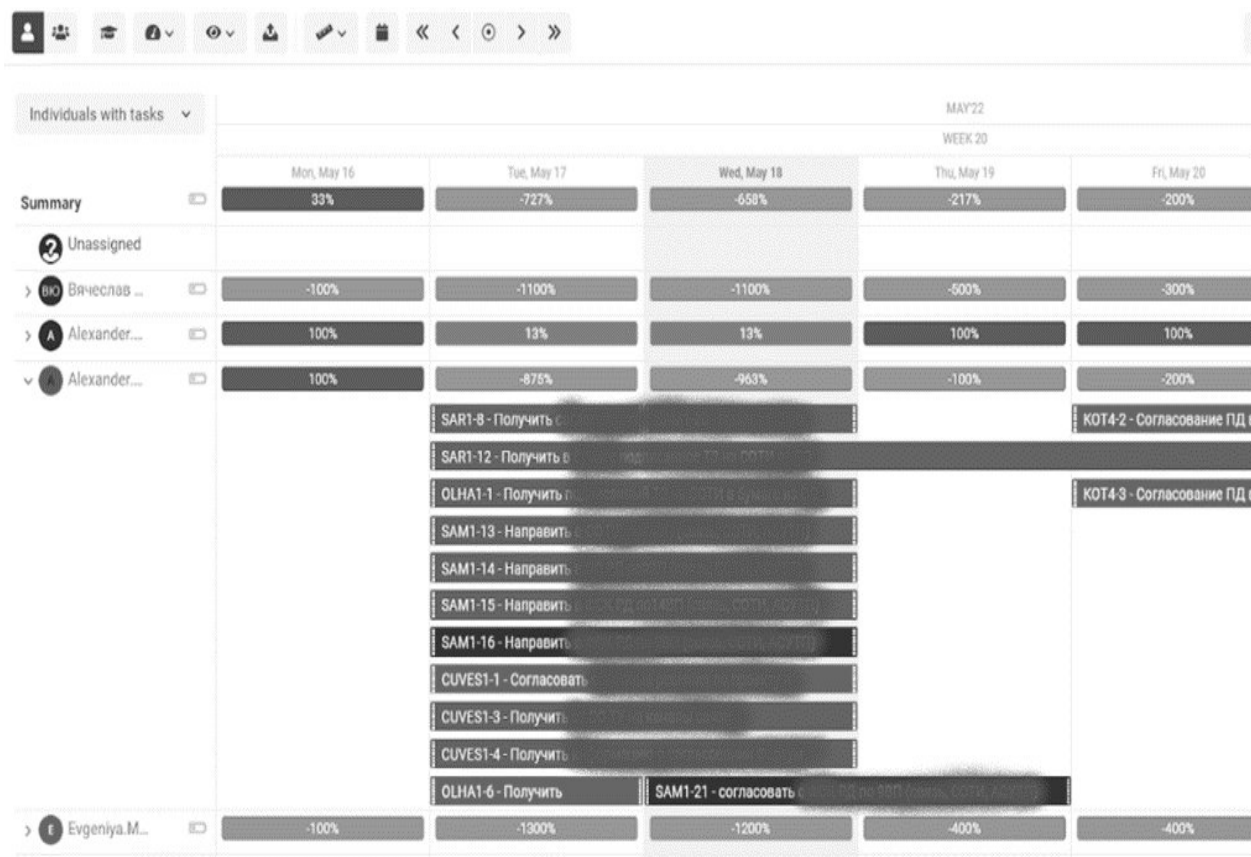 Individuals with tasks
MAY'22
WEEK 20
Mon, May 16 Tue, May 17 Wed, May 18 Thu, May 19 Fri, May 20
Summary 33% -727% -658% -217% -200%
Unassigned
ВЮ Вячеслав ... -100% -1100% -1100% -500% -300%
A Alexander.... 100% 13% 13% 100% 100%
A Alexander.... 100% -875% -963% -100% -200%
SAR1-8 - Получить КОТ4-2 - Согласование ПД
SAR1-12 - Получить в
OLHA1-1 - Получить КОТ4-3 - Согласование ПД
SAM1-13 - Направить
SAM1-14 - Направить
SAM1-15 - Направить
SAM1-16 - Направить
CUVES1-1 - Согласовать
CUVES1-3 - Получить
CUVES1-4 - Получить
OLHA1-6 - Получить SAM1-21 - согласовать
E Evgeniya.M... -100% -1300% -1200% -400% -400%